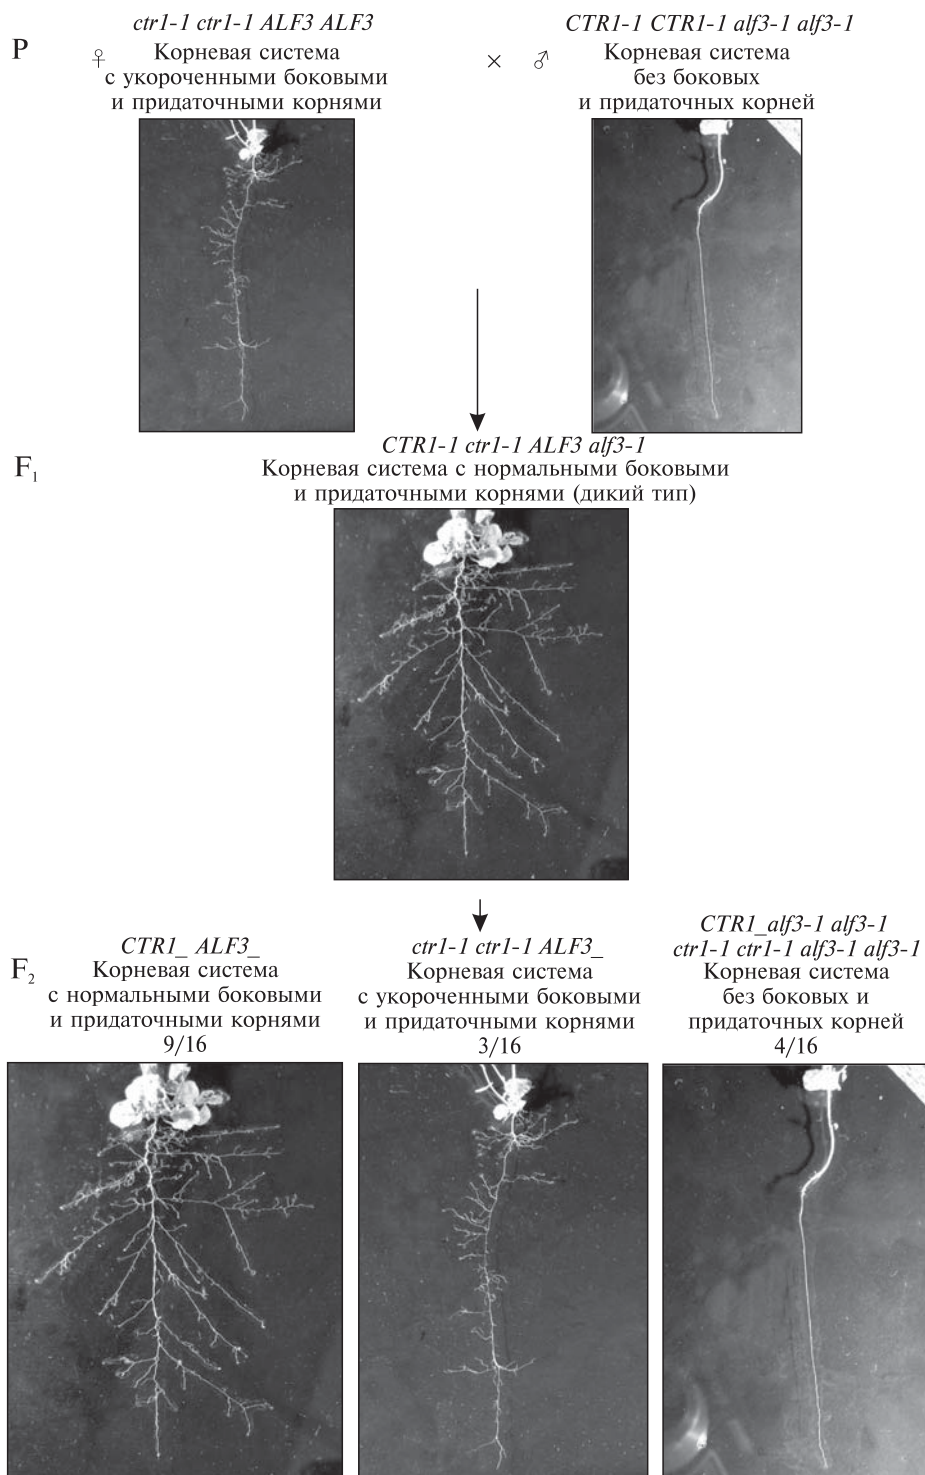 P
♀
ctr1-1 ctr1-1 ALF3 ALF3
Корневая система
с укороченными боковыми
и придаточными корнями
×
♂
CTR1-1 CTR1-1 alf3-1 alf3-1
Корневая система
без боковых
и придаточных корней
F₁
CTR1-1 ctr1-1 ALF3 alf3-1
Корневая система с нормальными боковыми
и придаточными корнями (дикий тип)
F₂
CTR1_ ALF3_
Корневая система
с нормальными боковыми
и придаточными корнями
9/16
ctr1-1 ctr1-1 ALF3_
Корневая система
с укороченными боковыми
и придаточными корнями
3/16
CTR1_alf3-1 alf3-1
ctr1-1 ctr1-1 alf3-1 alf3-1
Корневая система
без боковых и
придаточных корней
4/16